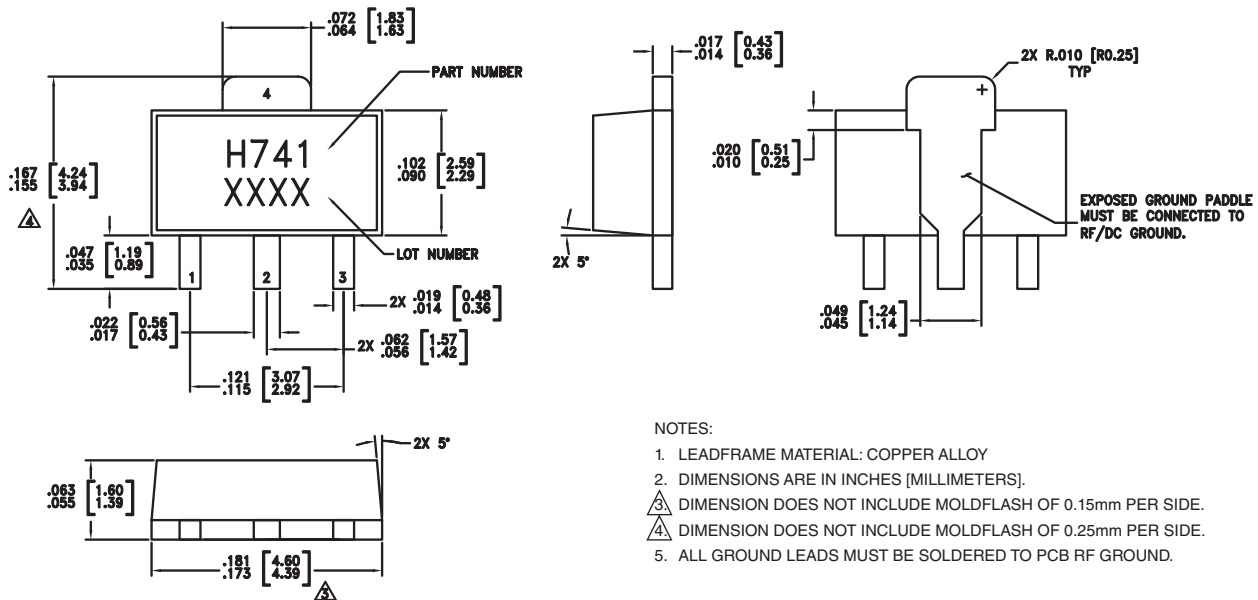 .072 [1.83]
.064 [1.63]
PART NUMBER
4
H741
XXXX
.167 [4.24]
.155 [3.94]
4
.102 [2.59]
.090 [2.29]
.047 [1.19]
.035 [0.89]
LOT NUMBER
1
2
3
2X .019 [0.48]
.014 [0.36]
.022 [0.56]
.017 [0.43]
2X .062 [1.57]
.056 [1.42]
.121 [3.07]
.115 [2.92]
.017 [0.43]
.014 [0.36]
2X 5°
2X R.010 [R0.25]
TYP
+
.020 [0.51]
.010 [0.25]
EXPOSED GROUND PADDLE
MUST BE CONNECTED TO
RF/DC GROUND.
.049 [1.24]
.045 [1.14]
2X 5°
.063 [1.60]
.055 [1.39]
.181 [4.60]
.173 [4.39]
3
NOTES:
1. LEADFRAME MATERIAL: COPPER ALLOY
2. DIMENSIONS ARE IN INCHES [MILLIMETERS].
3. DIMENSION DOES NOT INCLUDE MOLDFLASH OF 0.15mm PER SIDE.
4. DIMENSION DOES NOT INCLUDE MOLDFLASH OF 0.25mm PER SIDE.
5. ALL GROUND LEADS MUST BE SOLDERED TO PCB RF GROUND.